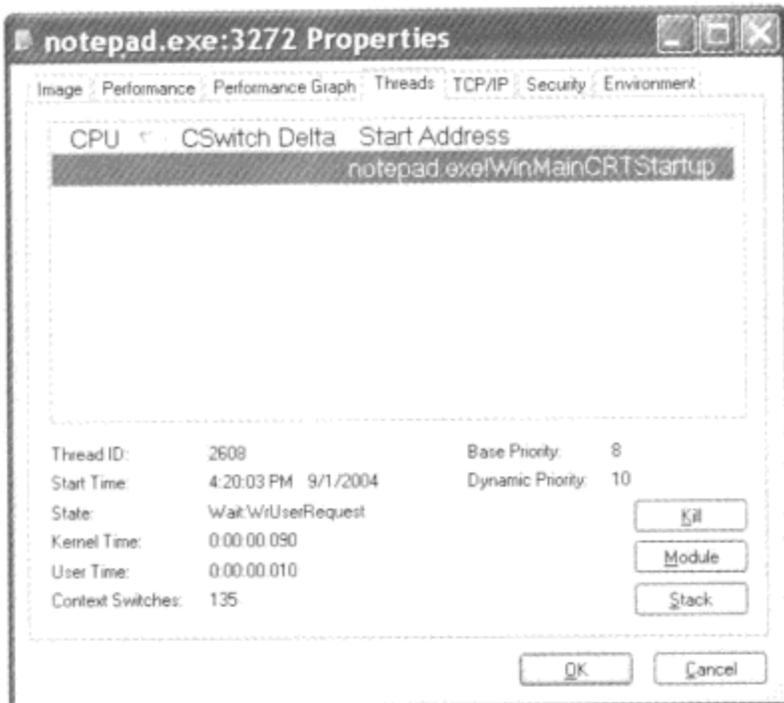 notepad.exe:3272 Properties
Image Performance Performance Graph Threads TCP/IP Security Environment
CPU CSwitch Delta Start Address
notepad.exe!WinMainCRTStartup
Thread ID: 2608 Base Priority: 8
Start Time: 4:20:03 PM 9/1/2004 Dynamic Priority: 10
State: Wait:WrUserRequest
Kernel Time: 0:00:00.090
User Time: 0:00:00.010
Context Switches: 135
Kill
Module
Stack
OK Cancel